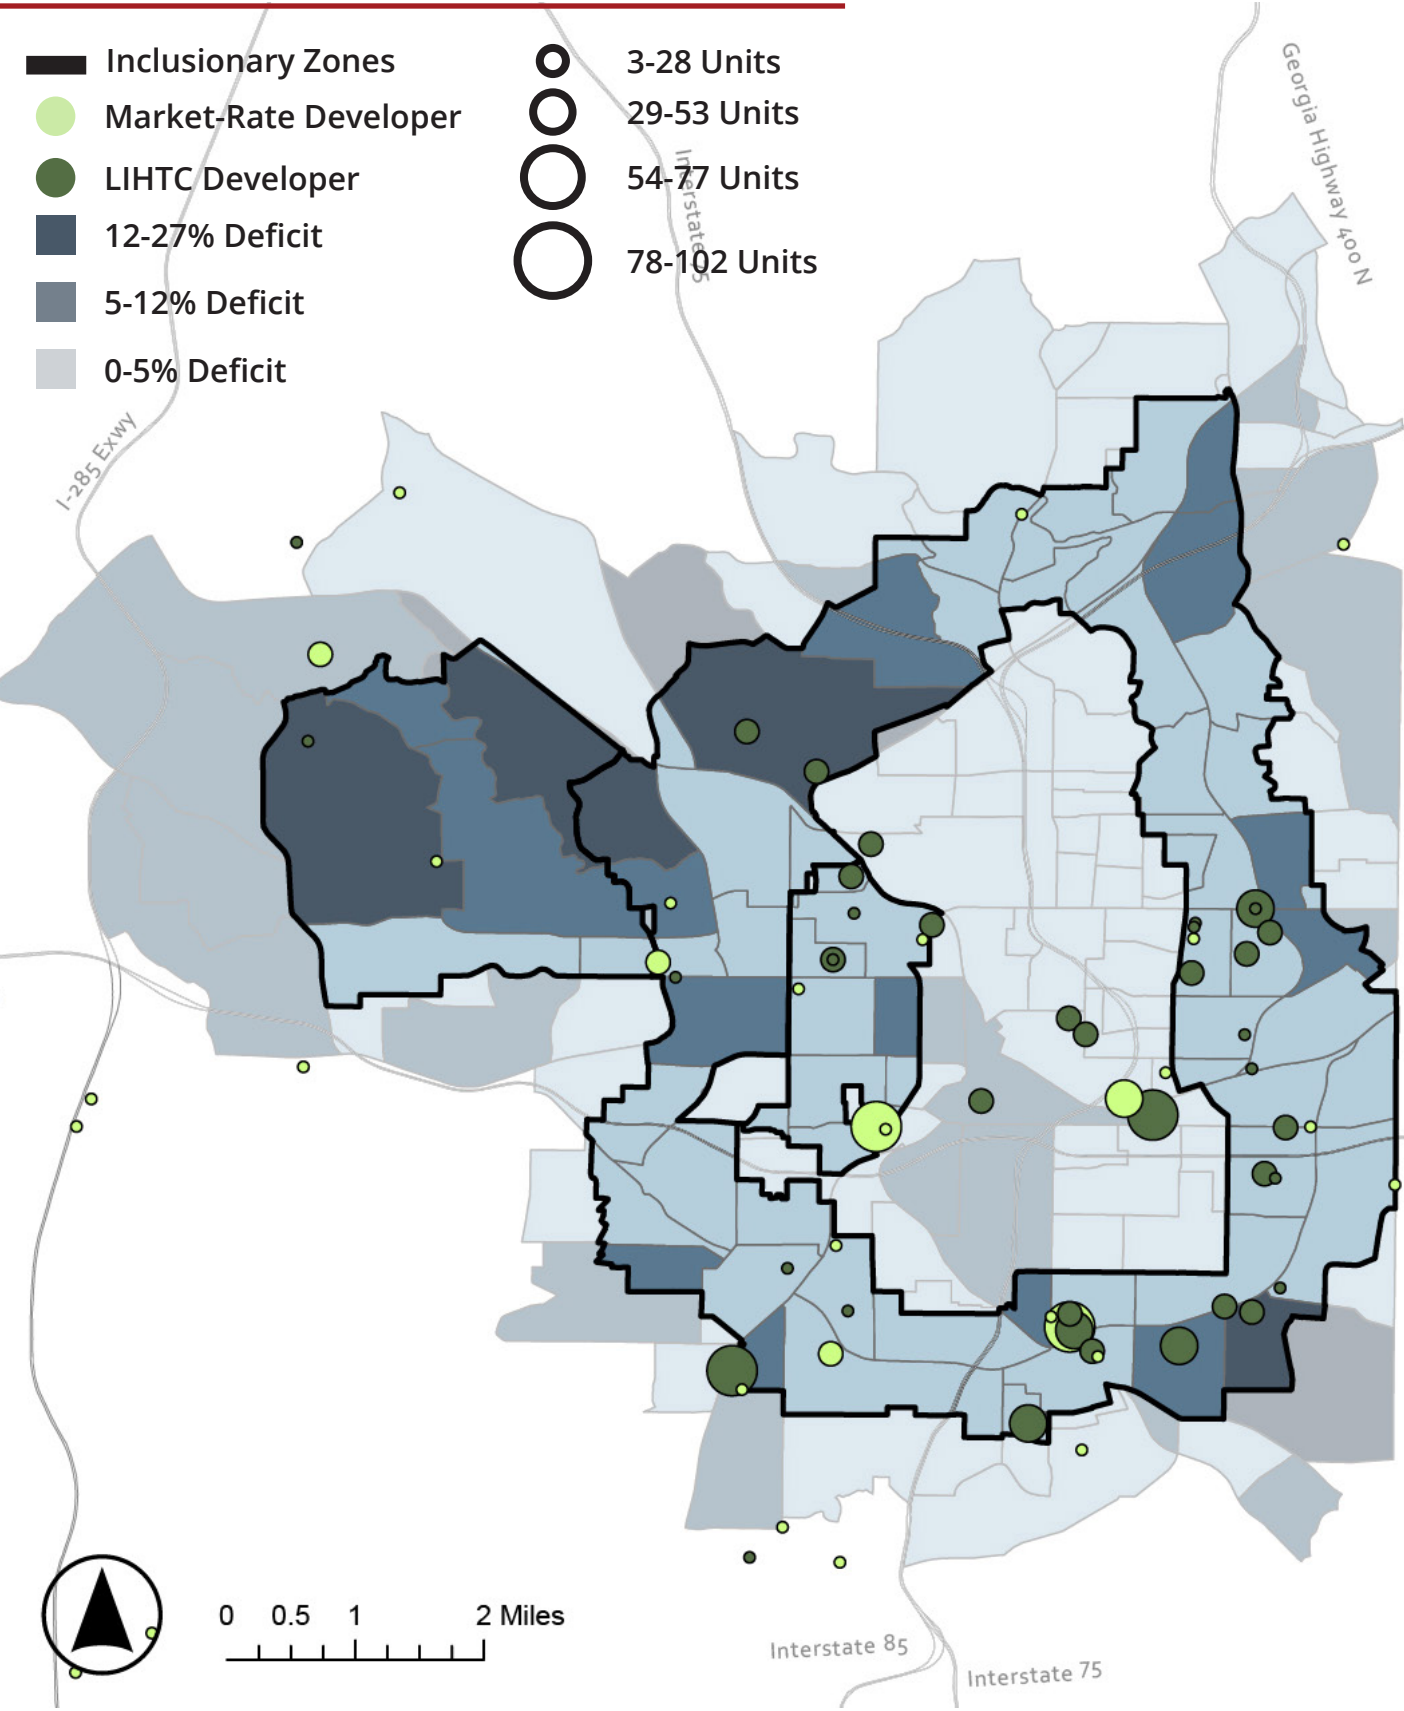 Inclusionary Zones
Market-Rate Developer
LIHTC Developer
12-27% Deficit
5-12% Deficit
0-5% Deficit
3-28 Units
29-53 Units
54-77 Units
78-102 Units
Interstate 75
Georgia Highway 400 N
I-285 Exwy
0 0.5 1 2 Miles
Interstate 85
Interstate 75